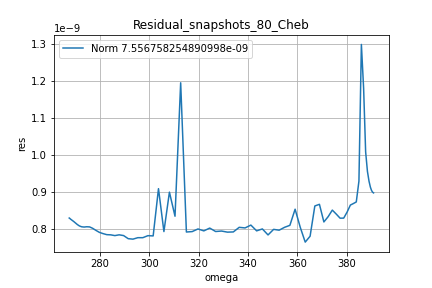 Residual_snapshots_80_Cheb
1e−9
Norm 7.556758254890998e-09
1.3
1.2
1.1
1.0
0.9
0.8
res
280 300 320 340 360 380
omega